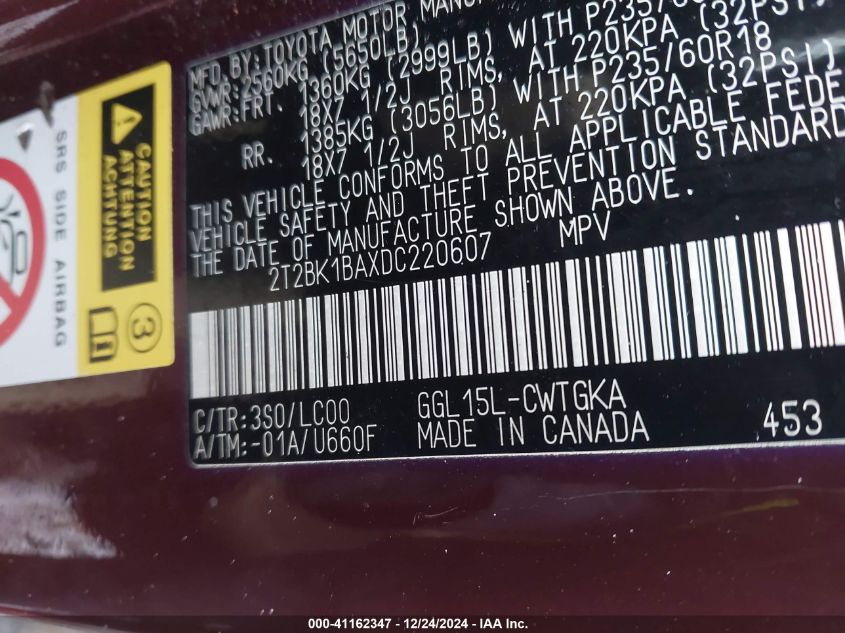 MFD. BY: TOYOTA MOTOR
GVWR: 2560KG (5650LB)
GAWR: FRT. 1360KG (2999LB) WITH
18X7 1/2J RIMS, AT 220KPA (32PSI)
RR. 1385KG (3056LB) WITH P235/60R18
18X7 1/2J RIMS, AT 220KPA (32PSI)
THIS VEHICLE CONFORMS TO ALL APPLICABLE
VEHICLE SAFETY AND THEFT PREVENTION STANDARD
THE DATE OF MANUFACTURE SHOWN ABOVE.
2T2BK1BAXDC220607 MPV
C/TR:3S0/LC00 GGL15L-CWTGKA
A/TM:-01A/U660F MADE IN CANADA 453
SRS SIDE AIRBAG
CAUTION
ATTENTION
ACHTUNG
3
000-41162347 - 12/24/2024 - IAA Inc.